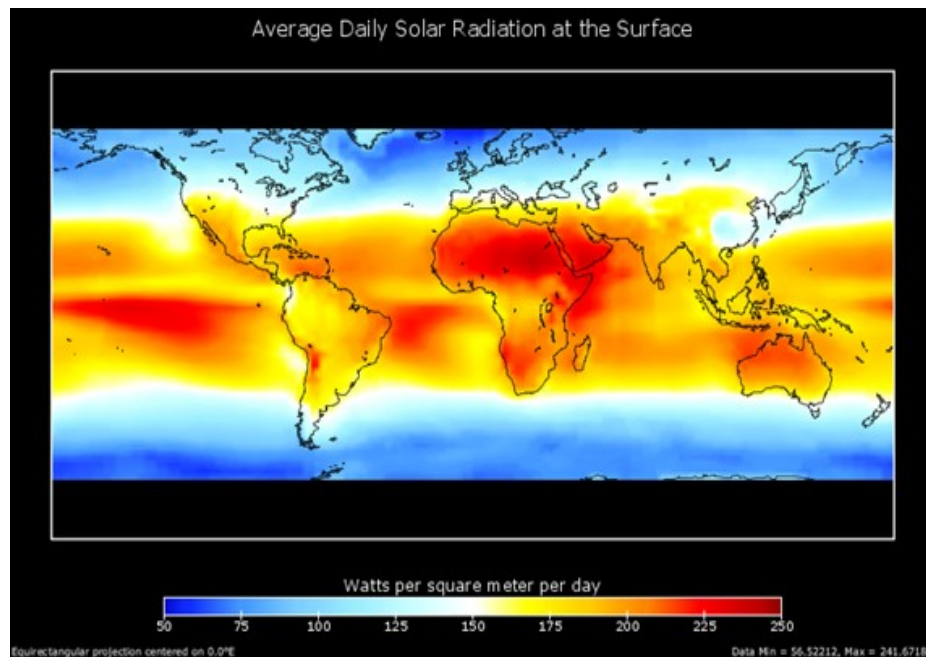 Average Daily Solar Radiation at the Surface
Watts per square meter per day
50 75 100 125 150 175 200 225 250
Equirectangular projection centered on 0.0°E
Data Min = 56.52212, Max = 241.6718